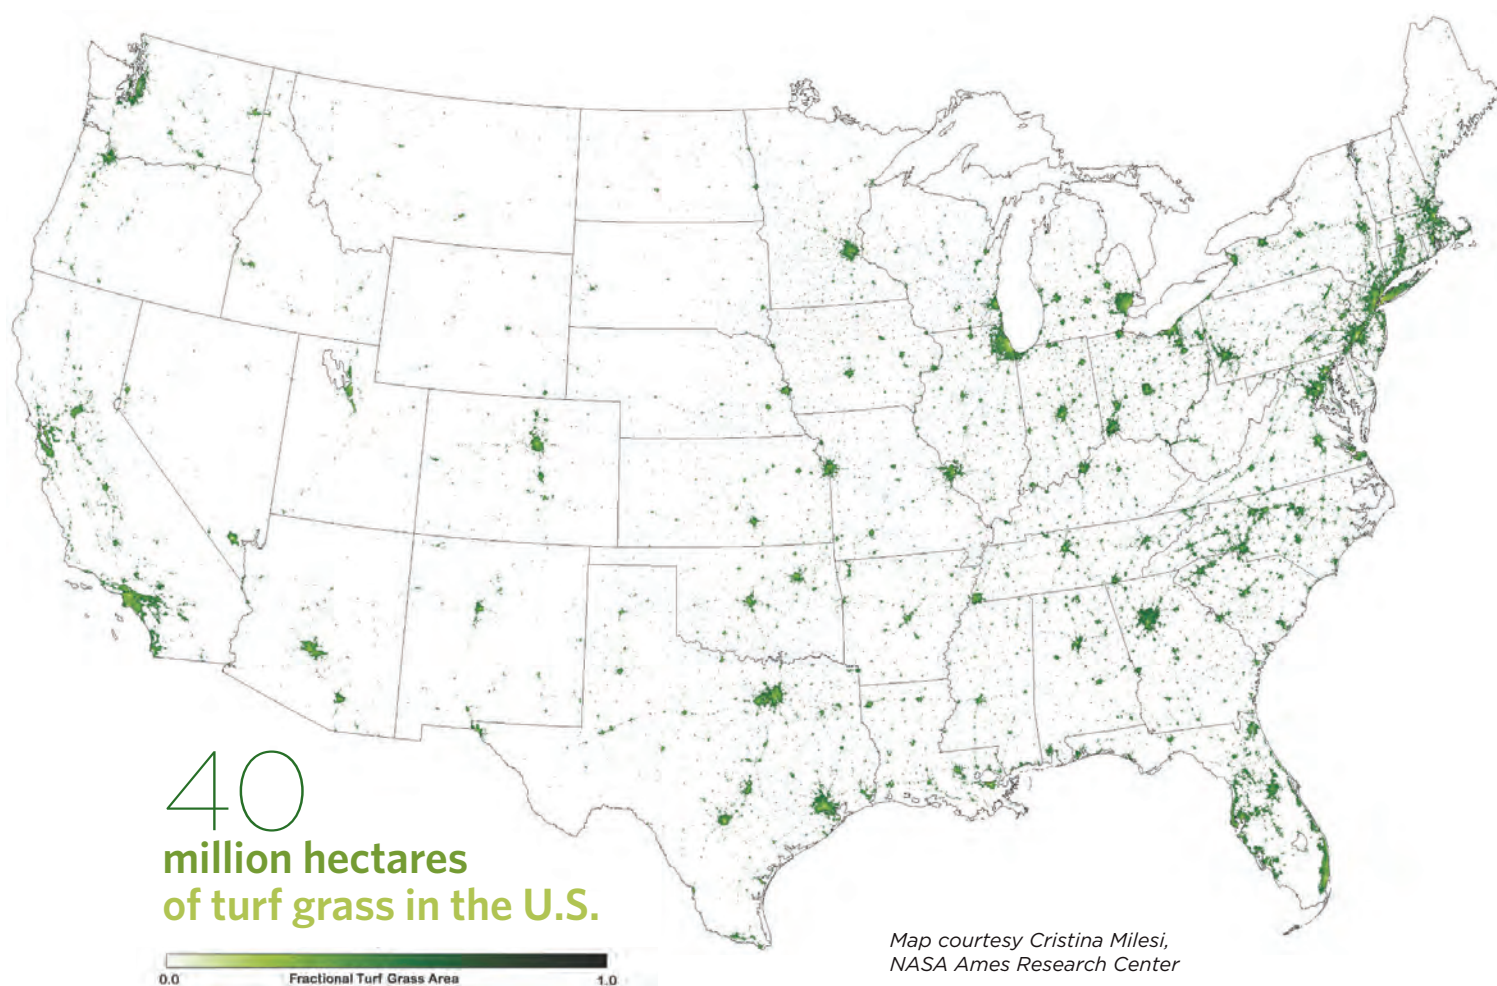 40
million hectares
of turf grass in the U.S.
0.0
Fractional Turf Grass Area
1.0
Map courtesy Cristina Milesi,
NASA Ames Research Center